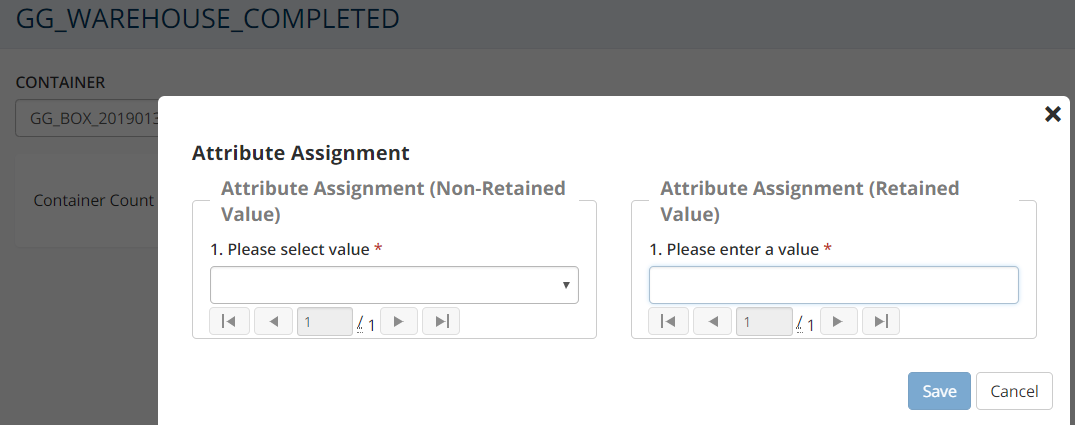 GG_WAREHOUSE_COMPLETED
CONTAINER
GG_BOX_2019013
Container Count
Attribute Assignment
Attribute Assignment (Non-Retained
Value)
1. Please select value *
1 / 1
Attribute Assignment (Retained
Value)
1. Please enter a value *
1 / 1
Save Cancel